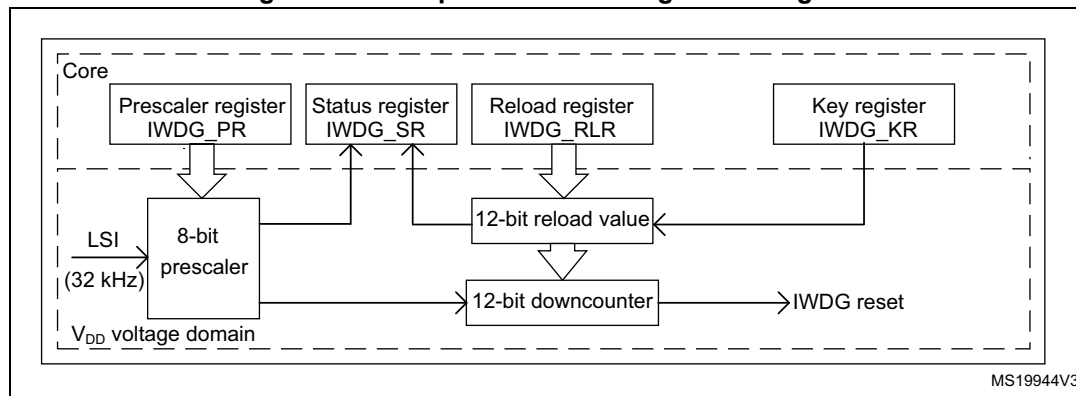 Core
Prescaler register
IWDG_PR
Status register
IWDG_SR
Reload register
IWDG_RLR
Key register
IWDG_KR
LSI
(32 kHz)
8-bit
prescaler
12-bit reload value
12-bit downcounter
IWDG reset
VDD voltage domain
MS19944V3